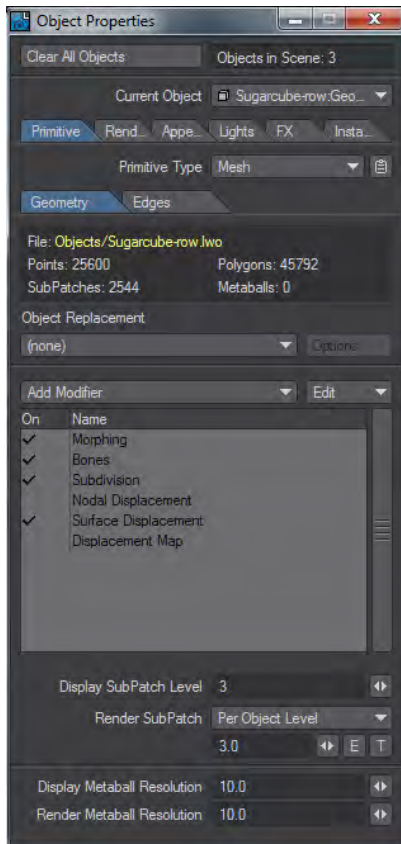 Object Properties
Clear All Objects Objects in Scene: 3
Current Object Sugarcube-row:Geo...
Primitive Rend... Appe... Lights FX Insta...
Primitive Type Mesh
Geometry Edges
File: Objects/Sugarcube-row.lwo
Points: 25600 Polygons: 45792
SubPatches: 2544 Metaballs: 0
Object Replacement
(none) Options
Add Modifier Edit
On Name
Morphing
Bones
Subdivision
Nodal Displacement
Surface Displacement
Displacement Map
Display SubPatch Level 3
Render SubPatch Per Object Level
3.0 E T
Display Metaball Resolution 10.0
Render Metaball Resolution 10.0